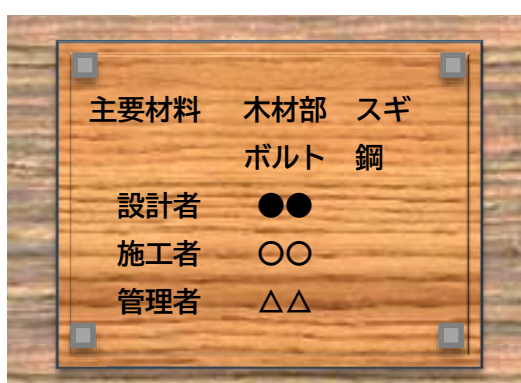 主要材料　木材部　スギ
ボルト　鋼
設計者　●●
施工者　○○
管理者　△△